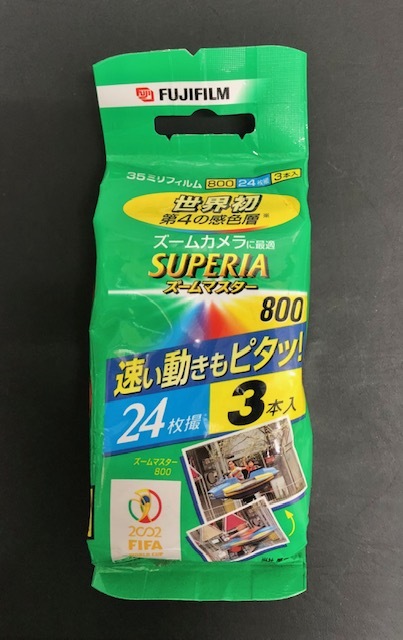 FUJIFILM
35ミリフィルム 800 24枚撮 3本入
世界初
第4の感色層※
ズームカメラに最適
SUPERIA
ズームマスター
800
速い動きもピタッ!
24枚撮
3本入
ズームマスター
800
2002
FIFA
WORLD CUP